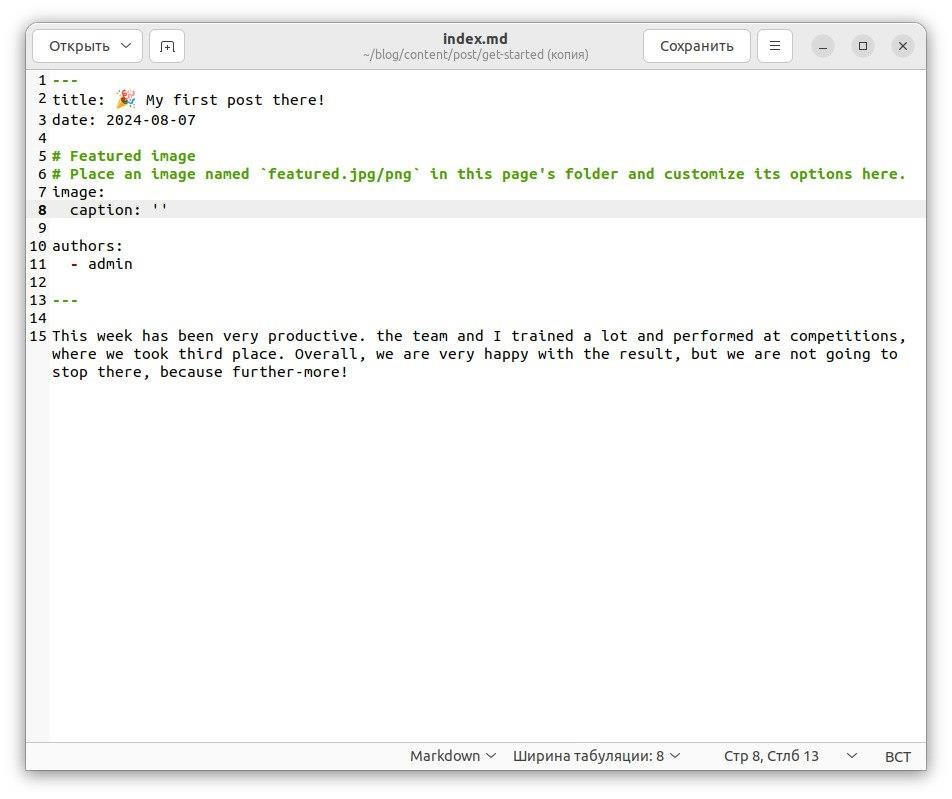 Открыть
index.md
~/blog/content/post/get-started (копия)
Сохранить
1 ---
2 title: 🎉 My first post there!
3 date: 2024-08-07
4
5 # Featured image
6 # Place an image named `featured.jpg/png` in this page's folder and customize its options here.
7 image:
8   caption: ''
9
10 authors:
11   - admin
12
13 ---
14
15 This week has been very productive. the team and I trained a lot and performed at competitions,
where we took third place. Overall, we are very happy with the result, but we are not going to
stop there, because further-more!
Markdown Ширина табуляции: 8 Стр 8, Стлб 13 ВСТ